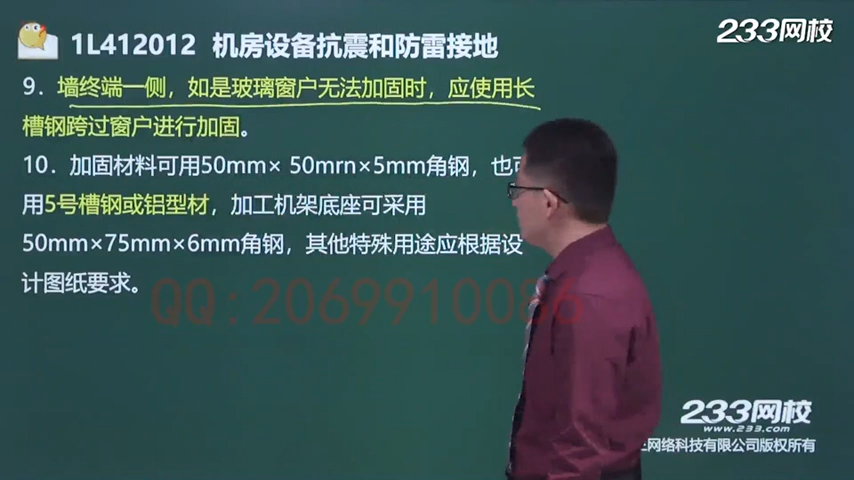 1L412012 机房设备抗震和防雷接地
233网校
9．墙终端一侧，如是玻璃窗户无法加固时，应使用长
槽钢跨过窗户进行加固。
10．加固材料可用50mm× 50mrn×5mm角钢，也可
用5号槽钢或铝型材，加工机架底座可采用
50mm×75mm×6mm角钢，其他特殊用途应根据设
计图纸要求。
QQ:2069910086
233网校
www.233.com
网络科技有限公司版权所有